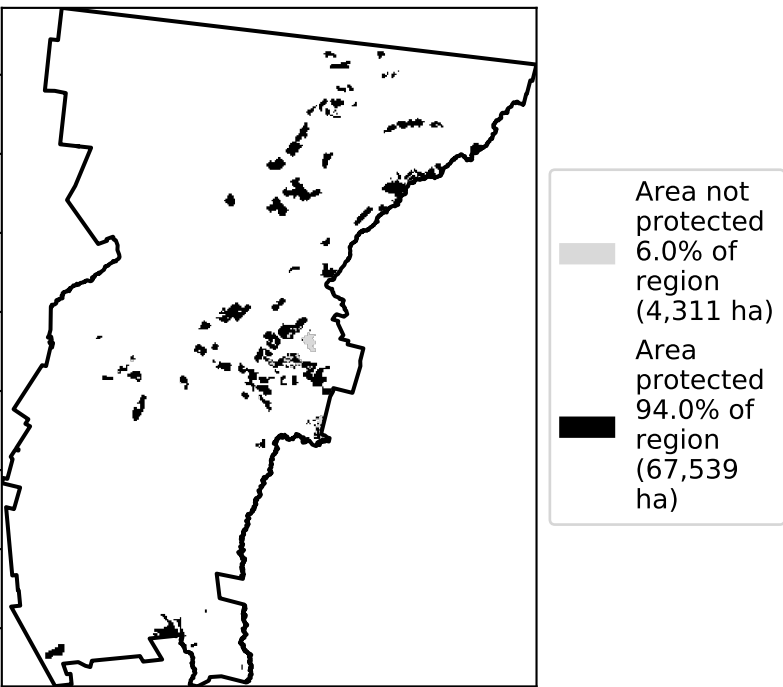 Area not
protected
6.0% of
region
(4,311 ha)
Area
protected
94.0% of
region
(67,539
ha)